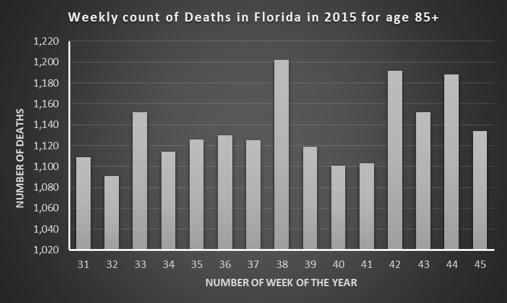 Weekly count of Deaths in Florida in 2015 for age 85+
1,220
1,200
1,180
1,160
1,140
1,120
1,100
1,080
1,060
1,040
1,020
NUMBER OF DEATHS
31 32 33 34 35 36 37 38 39 40 41 42 43 44 45
NUMBER OF WEEK OF THE YEAR